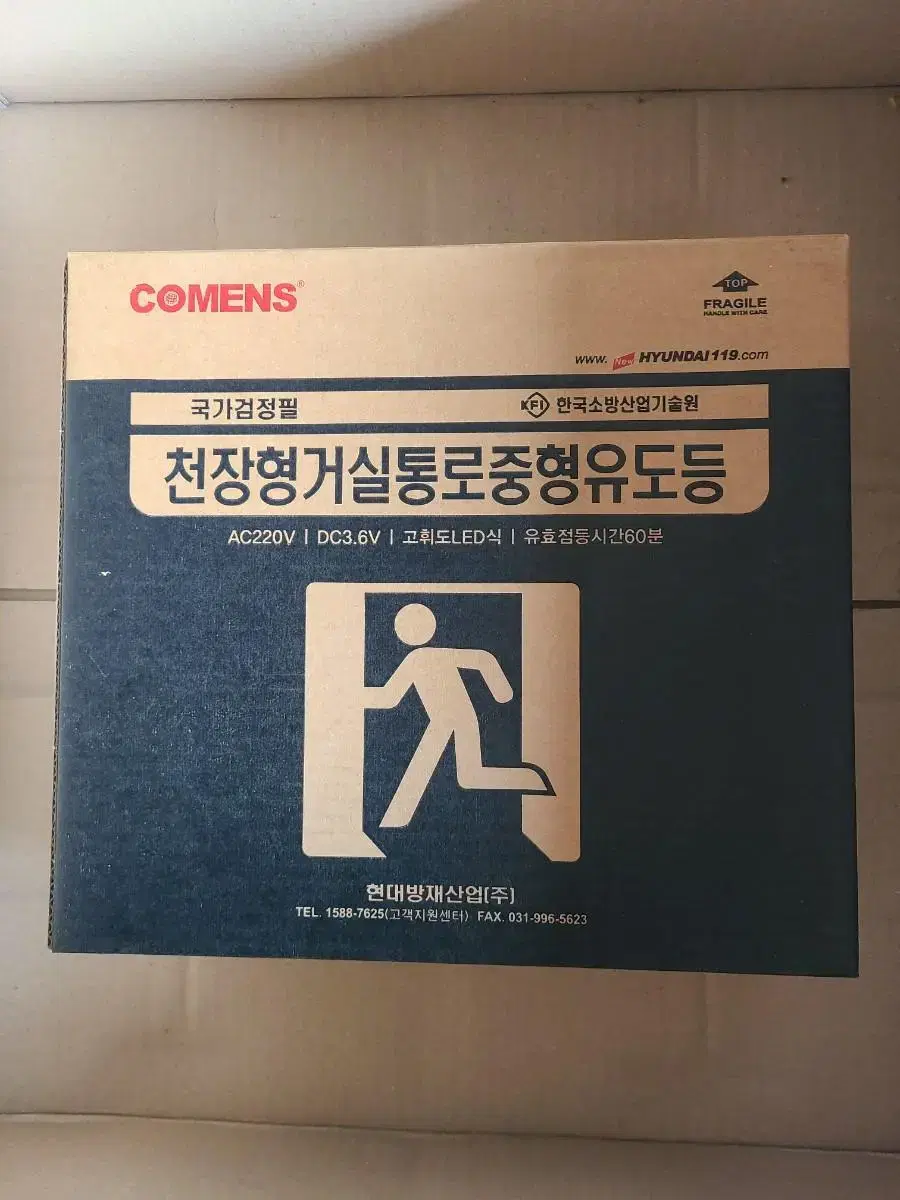 COMENS®
TOP
FRAGILE
HANDLE WITH CARE
www. New HYUNDAI119.com
국가검정필 KFI 한국소방산업기술원
천장형거실통로중형유도등
AC220V | DC3.6V | 고휘도LED식 | 유효점등시간60분
현대방재산업(주)
TEL. 1588-7625(고객지원센터) FAX. 031-996-5623